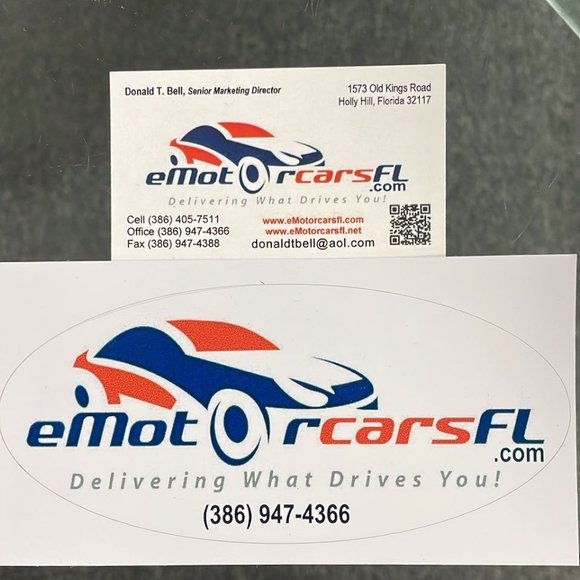 Donald T. Bell, Senior Marketing Director
1573 Old Kings Road
Holly Hill, Florida 32117
eMotorcarsFL
.com
Delivering What Drives You!
Cell (386) 405-7511
Office (386) 947-4366
Fax (386) 947-4388
www.eMotorcarsfl.com
www.eMotorcarsfl.net
donaldtbell@aol.com
eMotorcarsFL
.com
Delivering What Drives You!
(386) 947-4366